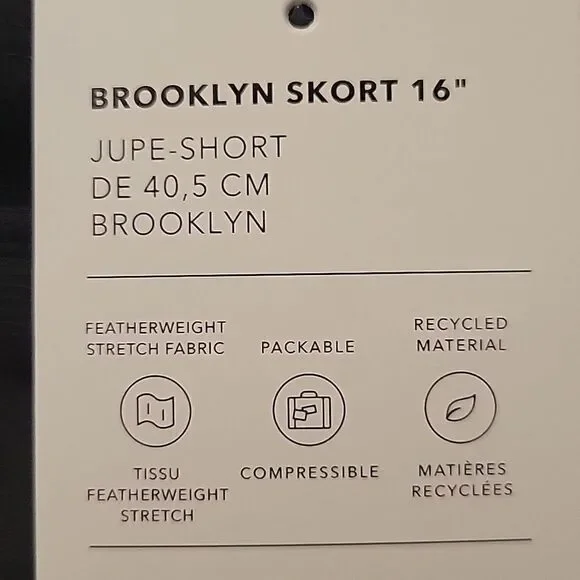 BROOKLYN SKORT 16"
JUPE-SHORT
DE 40,5 CM
BROOKLYN
FEATHERWEIGHT
STRETCH FABRIC
TISSU
FEATHERWEIGHT
STRETCH
PACKABLE
COMPRESSIBLE
RECYCLED
MATERIAL
MATIÈRES
RECYCLÉES